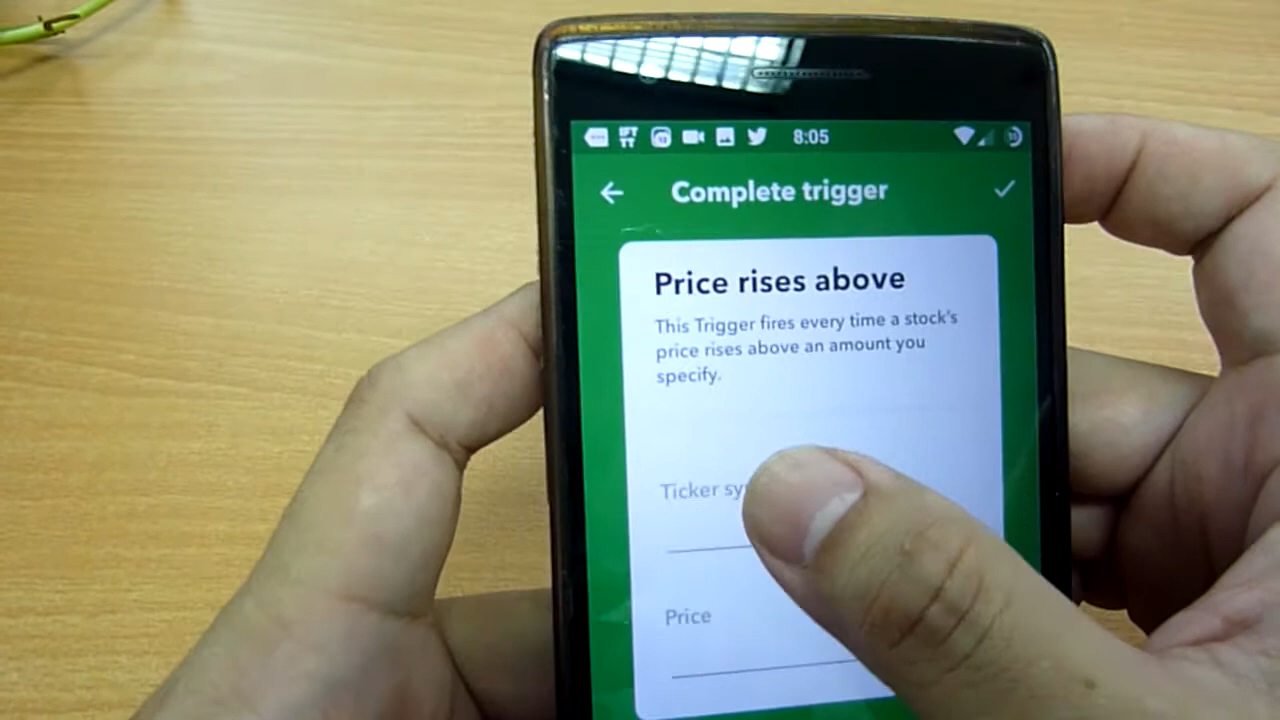 IFTTT
8:05
Complete trigger
Price rises above
This Trigger fires every time a stock's
price rises above an amount you
specify.
Ticker
Price